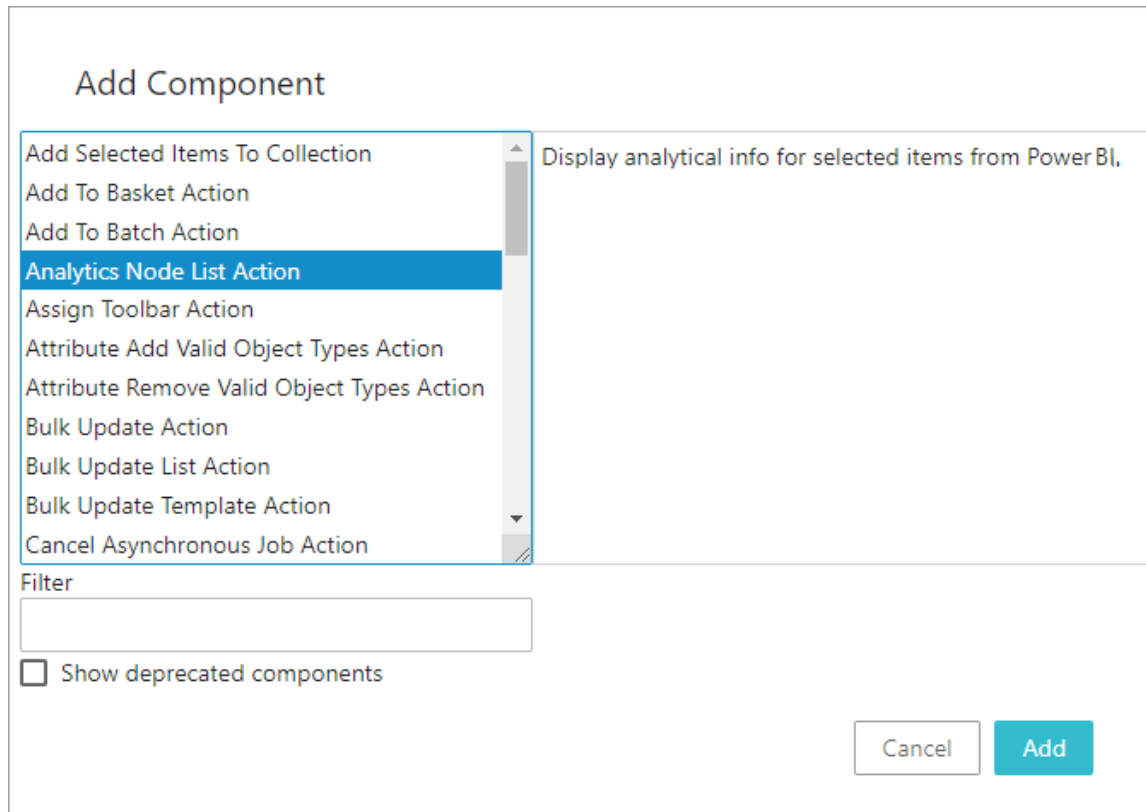 Add Component
Add Selected Items To Collection
Add To Basket Action
Add To Batch Action
Analytics Node List Action
Assign Toolbar Action
Attribute Add Valid Object Types Action
Attribute Remove Valid Object Types Action
Bulk Update Action
Bulk Update List Action
Bulk Update Template Action
Cancel Asynchronous Job Action
Display analytical info for selected items from Power BI.
Filter
Show deprecated components
Cancel
Add